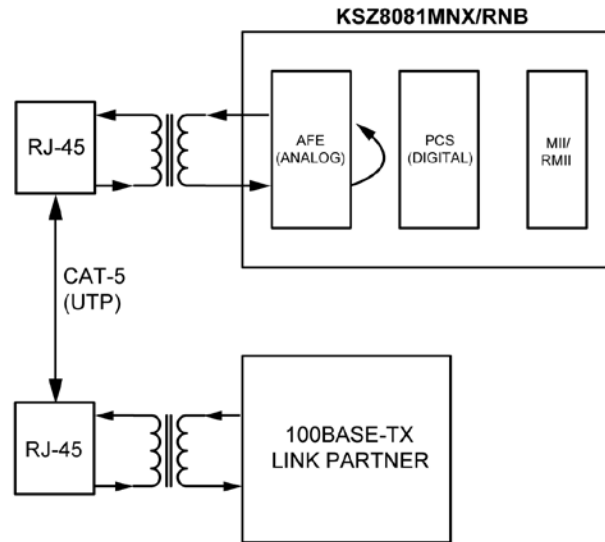 KSZ8081MNX/RNB
RJ-45
AFE
(ANALOG)
PCS
(DIGITAL)
MII/
RMII
CAT-5
(UTP)
RJ-45
100BASE-TX
LINK PARTNER